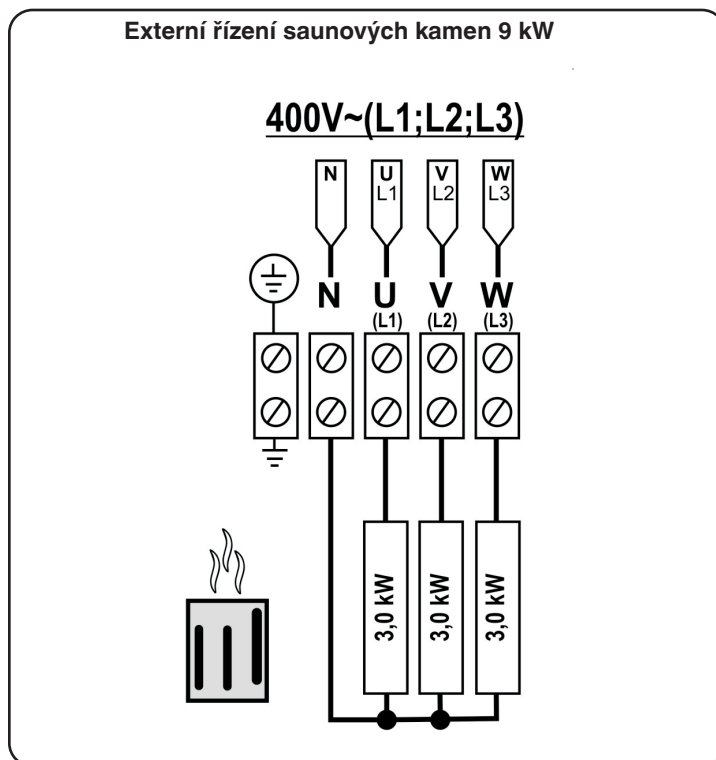 Externí řízení saunových kamen 9 kW
400V~(L1;L2;L3)
N U V W
L1 L2 L3
N U V W
(L1) (L2) (L3)
3,0 kW 3,0 kW 3,0 kW